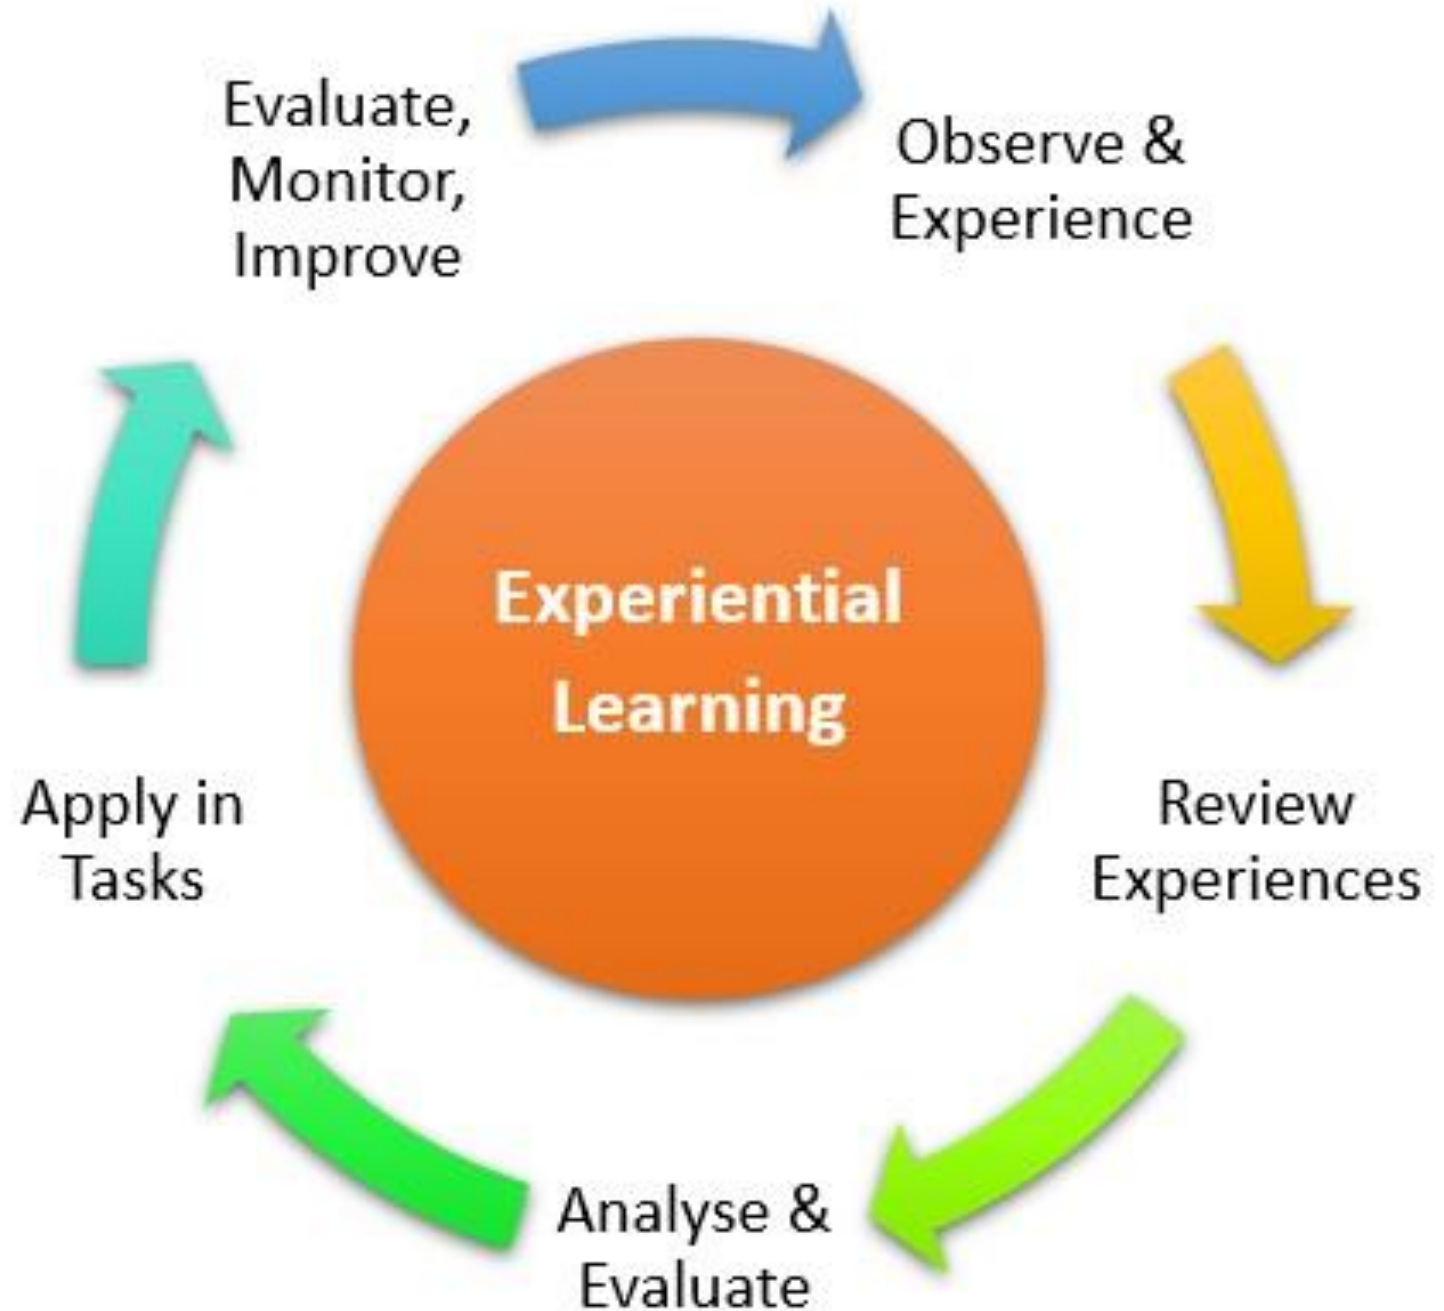 Evaluate,
Monitor,
Improve
Observe &
Experience
Experiential
Learning
Review
Experiences
Apply in
Tasks
Analyse &
Evaluate